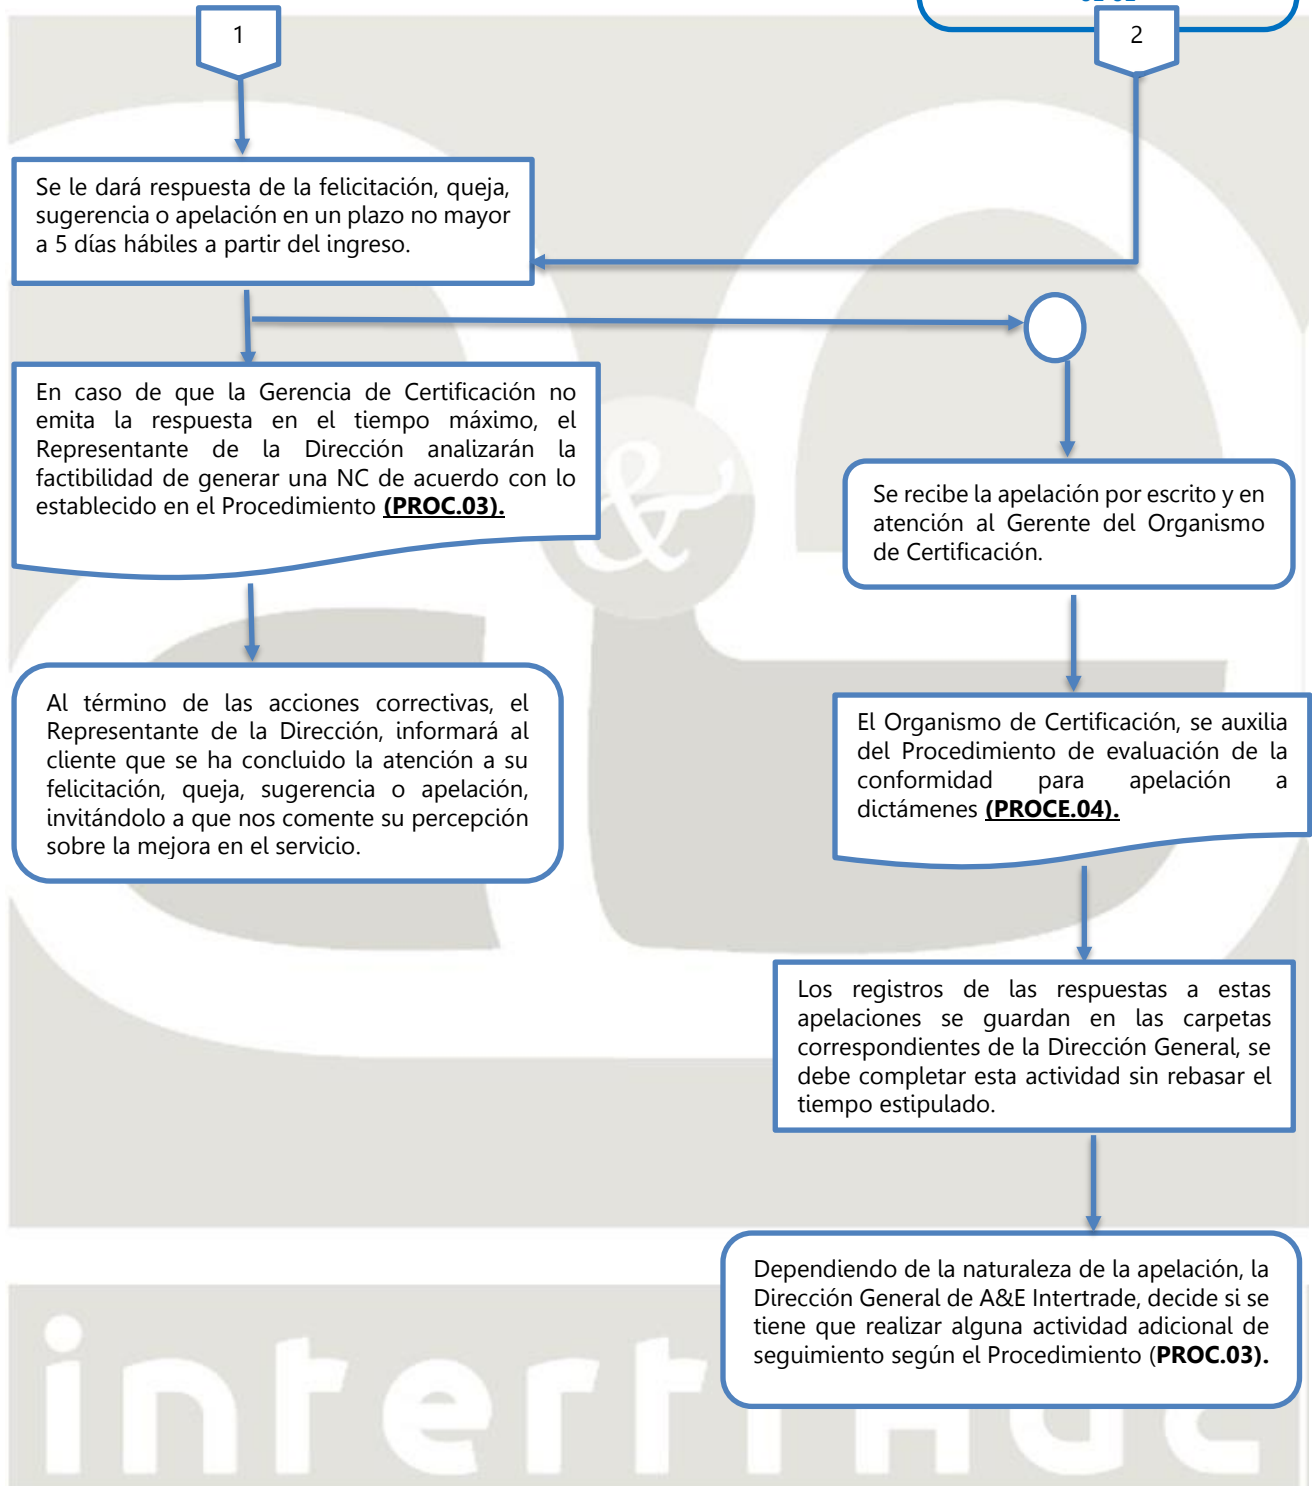 1
2
Se le dará respuesta de la felicitación, queja,
sugerencia o apelación en un plazo no mayor
a 5 días hábiles a partir del ingreso.
En caso de que la Gerencia de Certificación no
emita la respuesta en el tiempo máximo, el
Representante de la Dirección analizarán la
factibilidad de generar una NC de acuerdo con lo
establecido en el Procedimiento (PROC.03).
Al término de las acciones correctivas, el
Representante de la Dirección, informará al
cliente que se ha concluido la atención a su
felicitación, queja, sugerencia o apelación,
invitándolo a que nos comente su percepción
sobre la mejora en el servicio.
Se recibe la apelación por escrito y en
atención al Gerente del Organismo
de Certificación.
El Organismo de Certificación, se auxilia
del Procedimiento de evaluación de la
conformidad para apelación a
dictámenes (PROCE.04).
Los registros de las respuestas a estas
apelaciones se guardan en las carpetas
correspondientes de la Dirección General, se
debe completar esta actividad sin rebasar el
tiempo estipulado.
Dependiendo de la naturaleza de la apelación, la
Dirección General de A&E Intertrade, decide si se
tiene que realizar alguna actividad adicional de
seguimiento según el Procedimiento (PROC.03).
&